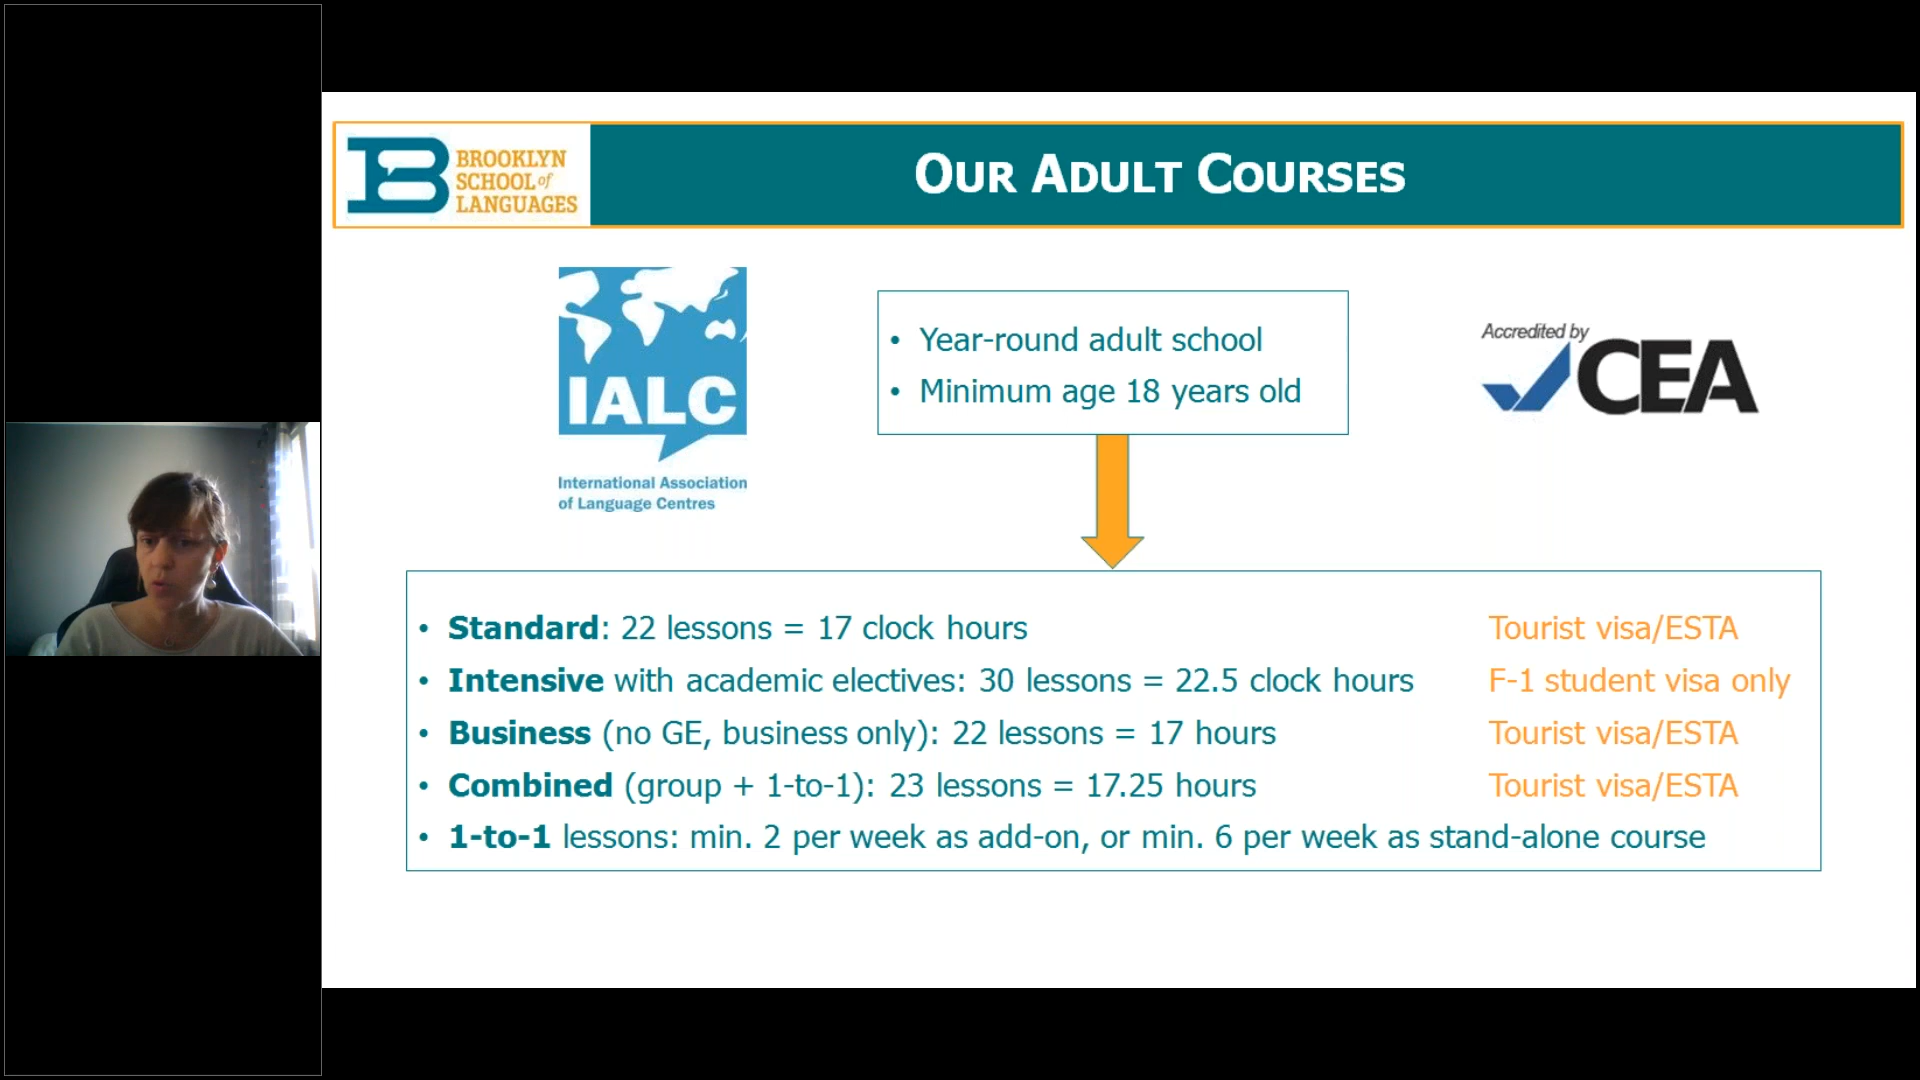 BROOKLYN
SCHOOL of
LANGUAGES
OUR ADULT COURSES
IALC
International Association
of Language Centres
• Year-round adult school
• Minimum age 18 years old
Accredited by
CEA
• Standard: 22 lessons = 17 clock hours Tourist visa/ESTA
• Intensive with academic electives: 30 lessons = 22.5 clock hours F-1 student visa only
• Business (no GE, business only): 22 lessons = 17 hours Tourist visa/ESTA
• Combined (group + 1-to-1): 23 lessons = 17.25 hours Tourist visa/ESTA
• 1-to-1 lessons: min. 2 per week as add-on, or min. 6 per week as stand-alone course